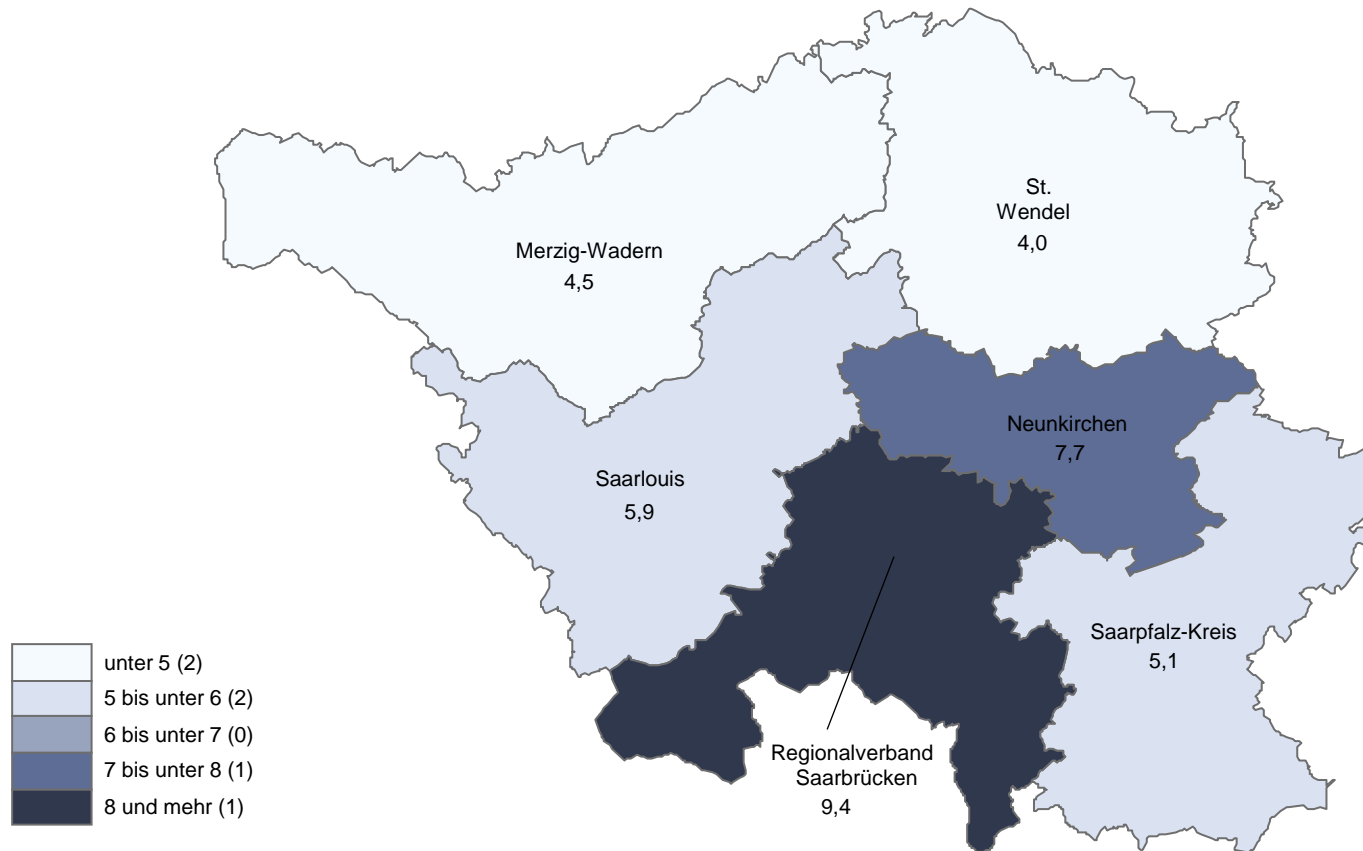 St.
Wendel
4,0
Merzig-Wadern
4,5
Neunkirchen
7,7
Saarlouis
5,9
Saarpfalz-Kreis
5,1
Regionalverband
Saarbrücken
9,4
unter 5 (2)
5 bis unter 6 (2)
6 bis unter 7 (0)
7 bis unter 8 (1)
8 und mehr (1)